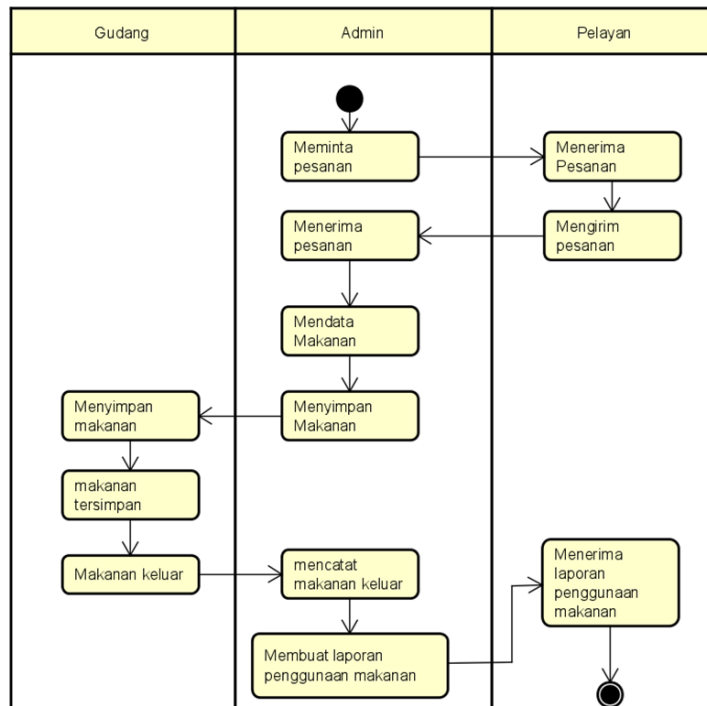 Gudang
Admin
Pelayan
Meminta
pesanan
Menerima
Pesanan
Menerima
pesanan
Mengirim
pesanan
Mendata
Makanan
Menyimpan
makanan
Menyimpan
Makanan
makanan
tersimpan
Makanan keluar
mencatat
makanan keluar
Menerima
laporan
penggunaan
makanan
Membuat laporan
penggunaan makanan